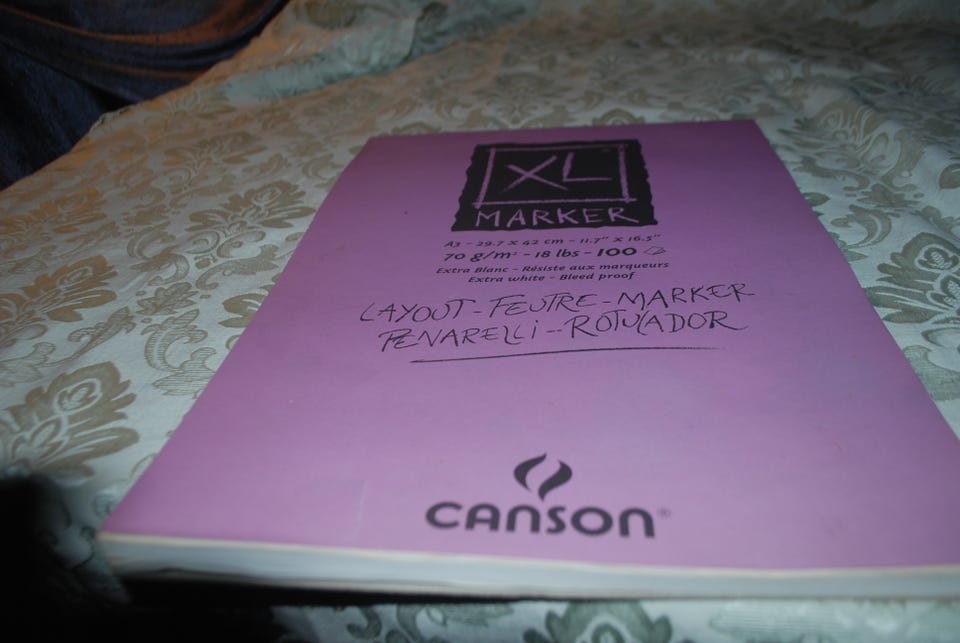 XL
MARKER
A3 - 29.7 x 42 cm - 11.7" x 16.5"
70 g/m² - 18 lbs - 100
Extra Blanc - Résiste aux marqueurs
Extra white - Bleed proof
LAYOUT - FEUTRE - MARKER
PENARELLi -- ROTULADOR
CANSON®